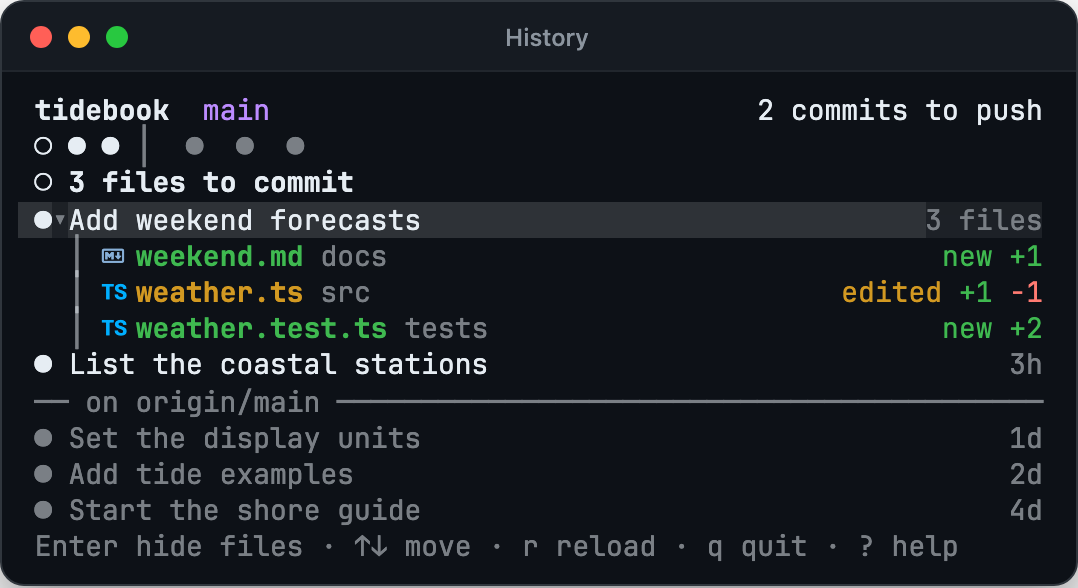 History
tidebook main 2 commits to push
3 files to commit
Add weekend forecasts 3 files
M↓ weekend.md docs new +1
TS weather.ts src edited +1 -1
TS weather.test.ts tests new +2
List the coastal stations 3h
on origin/main
Set the display units 1d
Add tide examples 2d
Start the shore guide 4d
Enter hide files · ↑↓ move · r reload · q quit · ? help